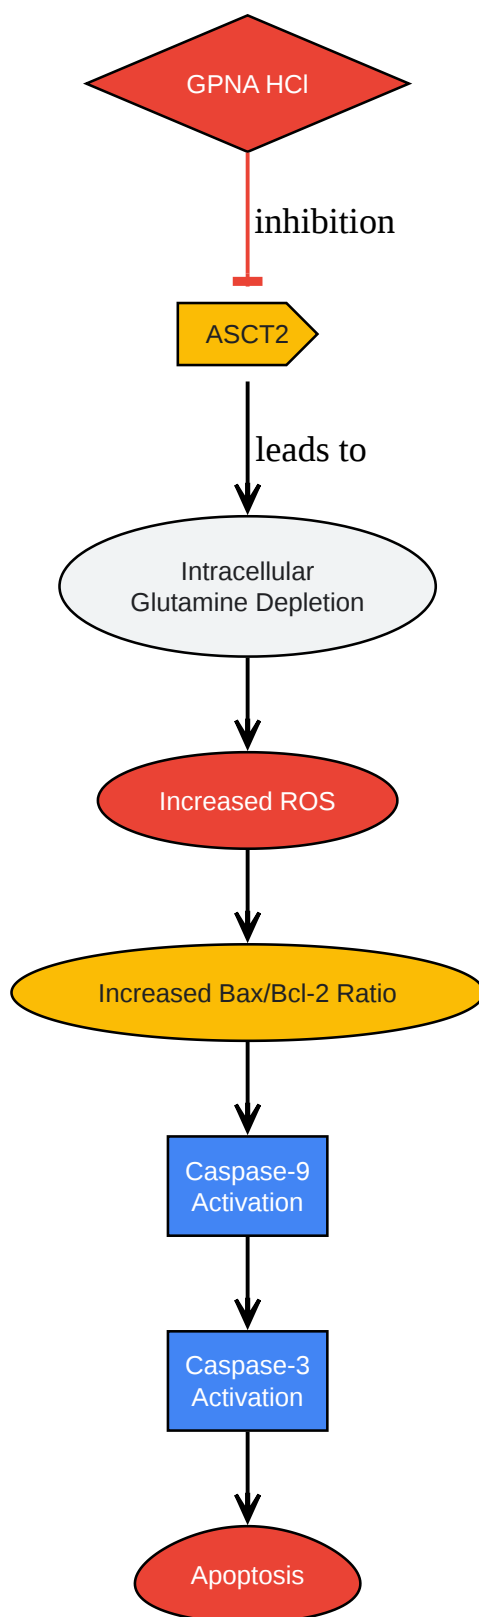 GPNA HCl
inhibition
ASCT2
leads to
Intracellular
Glutamine Depletion
Increased ROS
Increased Bax/Bcl-2 Ratio
Caspase-9
Activation
Caspase-3
Activation
Apoptosis